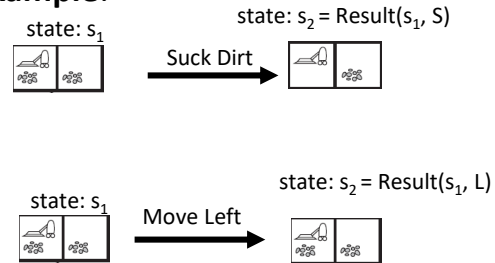 state: s₁
state: s₂ = Result(s₁, S)
Suck Dirt
state: s₂ = Result(s₁, L)
state: s₁
Move Left